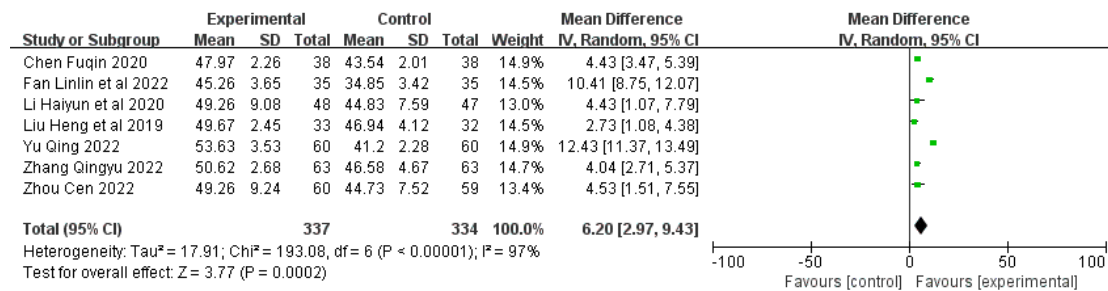 Experimental Control Mean Difference Mean Difference
Study or Subgroup Mean SD Total Mean SD Total Weight IV, Random, 95% CI IV, Random, 95% CI
Chen Fuqin 2020 47.97 2.26 38 43.54 2.01 38 14.9% 4.43 [3.47, 5.39]
Fan Linlin et al 2022 45.26 3.65 35 34.85 3.42 35 14.5% 10.41 [8.75, 12.07]
Li Haiyun et al 2020 49.26 9.08 48 44.83 7.59 47 13.0% 4.43 [1.07, 7.79]
Liu Heng et al 2019 49.67 2.45 33 46.94 4.12 32 14.5% 2.73 [1.08, 4.38]
Yu Qing 2022 53.63 3.53 60 41.2 2.28 60 14.9% 12.43 [11.37, 13.49]
Zhang Qingyu 2022 50.62 2.68 63 46.58 4.67 63 14.7% 4.04 [2.71, 5.37]
Zhou Cen 2022 49.26 9.24 60 44.73 7.52 59 13.4% 4.53 [1.51, 7.55]
Total (95% CI) 337 334 100.0% 6.20 [2.97, 9.43]
Heterogeneity: Tau² = 17.91; Chi² = 193.08, df = 6 (P < 0.00001); I² = 97%
Test for overall effect: Z = 3.77 (P = 0.0002)
-100 -50 0 50 100
Favours [control] Favours [experimental]